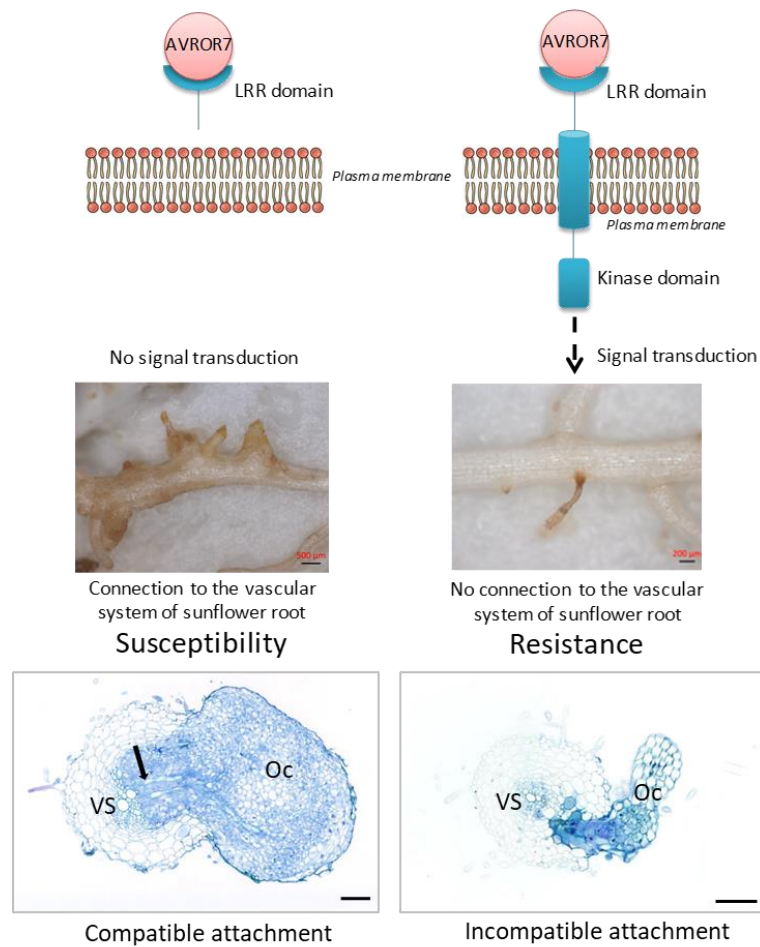 AVROR7
LRR domain
Plasma membrane
No signal transduction
500 µm
Connection to the vascular
system of sunflower root
Susceptibility
VS
Oc
Compatible attachment
AVROR7
LRR domain
Plasma membrane
Kinase domain
Signal transduction
200 µm
No connection to the vascular
system of sunflower root
Resistance
VS
Oc
Incompatible attachment